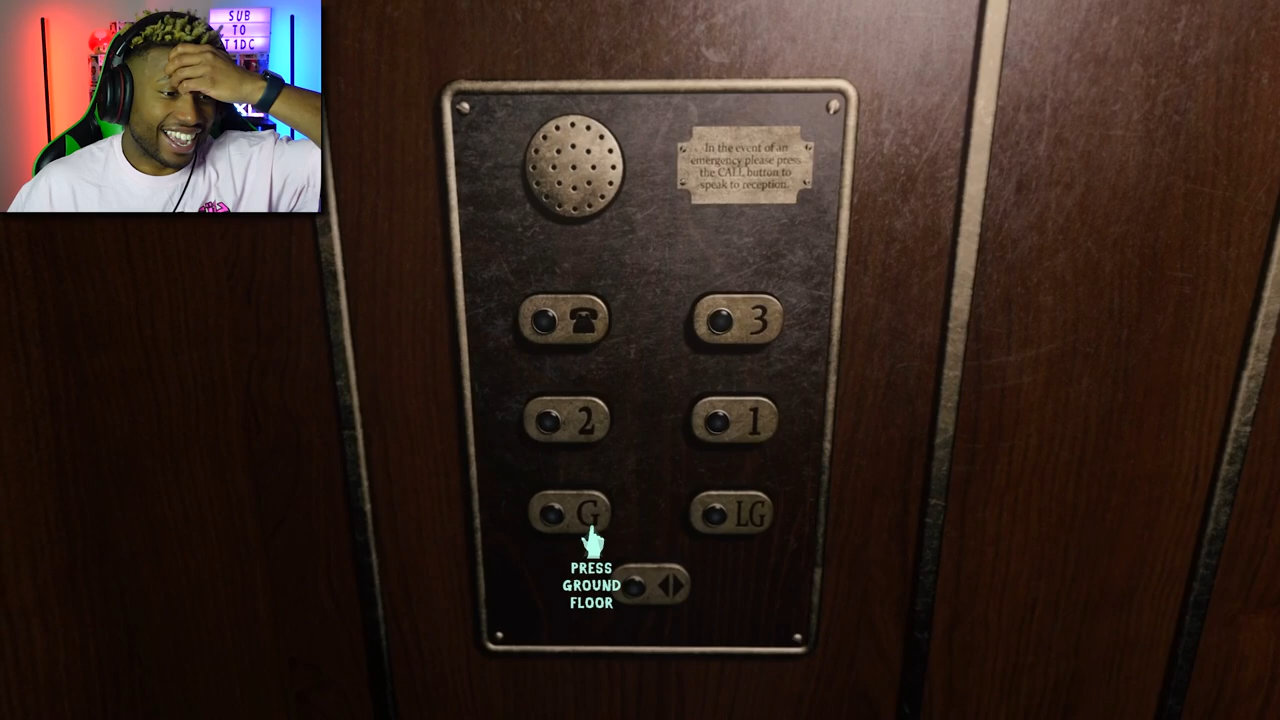 SUB
TO
T1DC
XL
In the event of an
emergency please press
the CALL button to
speak to reception.
3
2
1
G
LG
PRESS
GROUND
FLOOR